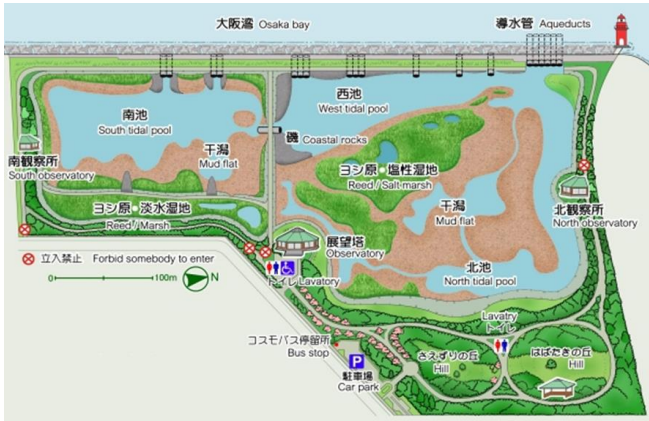 大阪湾 Osaka bay
導水管 Aqueducts
西池
West tidal pool
南池
South tidal pool
磯 Coastal rocks
干潟
Mud flat
南観察所
South observatory
ヨシ原・塩性湿地
Reed / Salt marsh
ヨシ原・淡水湿地
Reed / Marsh
干潟
Mud flat
北観察所
North observatory
展望塔
Observatory
立入禁止 Forbid somebody to enter
トイレ Lavatory
北池
North tidal pool
0 100m N
Lavatry
トイレ
コスモバス停留所
Bus stop
P
駐車場
Car park
さえずりの丘
Hill
はばたきの丘
Hill